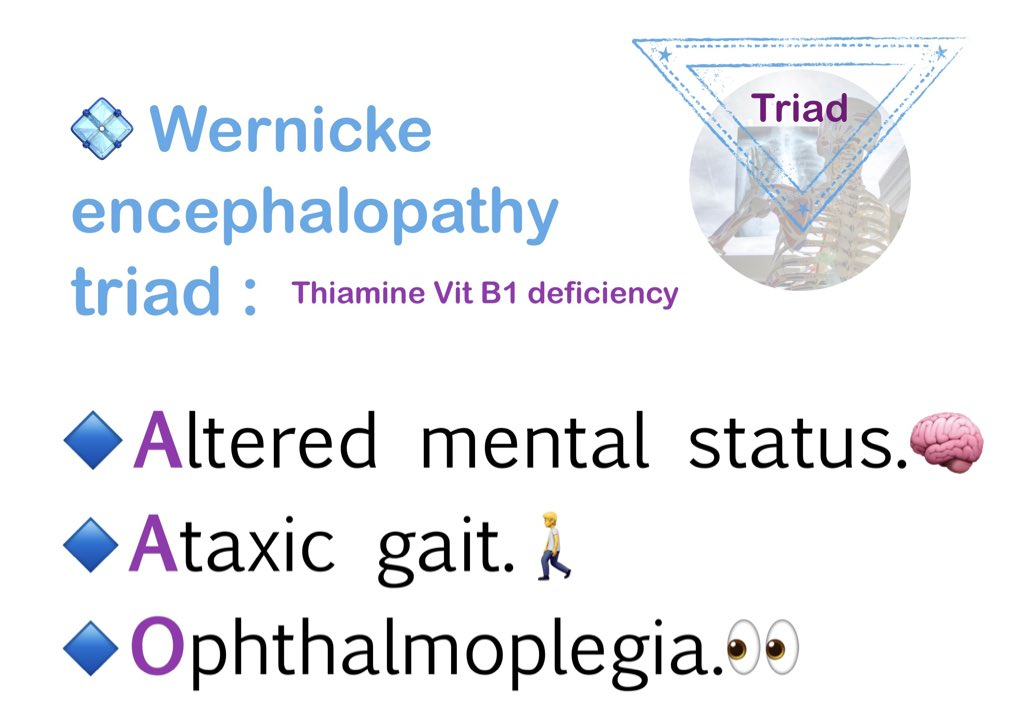 Triad
Wernicke
encephalopathy
triad :
Thiamine Vit B1 deficiency
Altered mental status.
Ataxic gait.
Ophthalmoplegia.